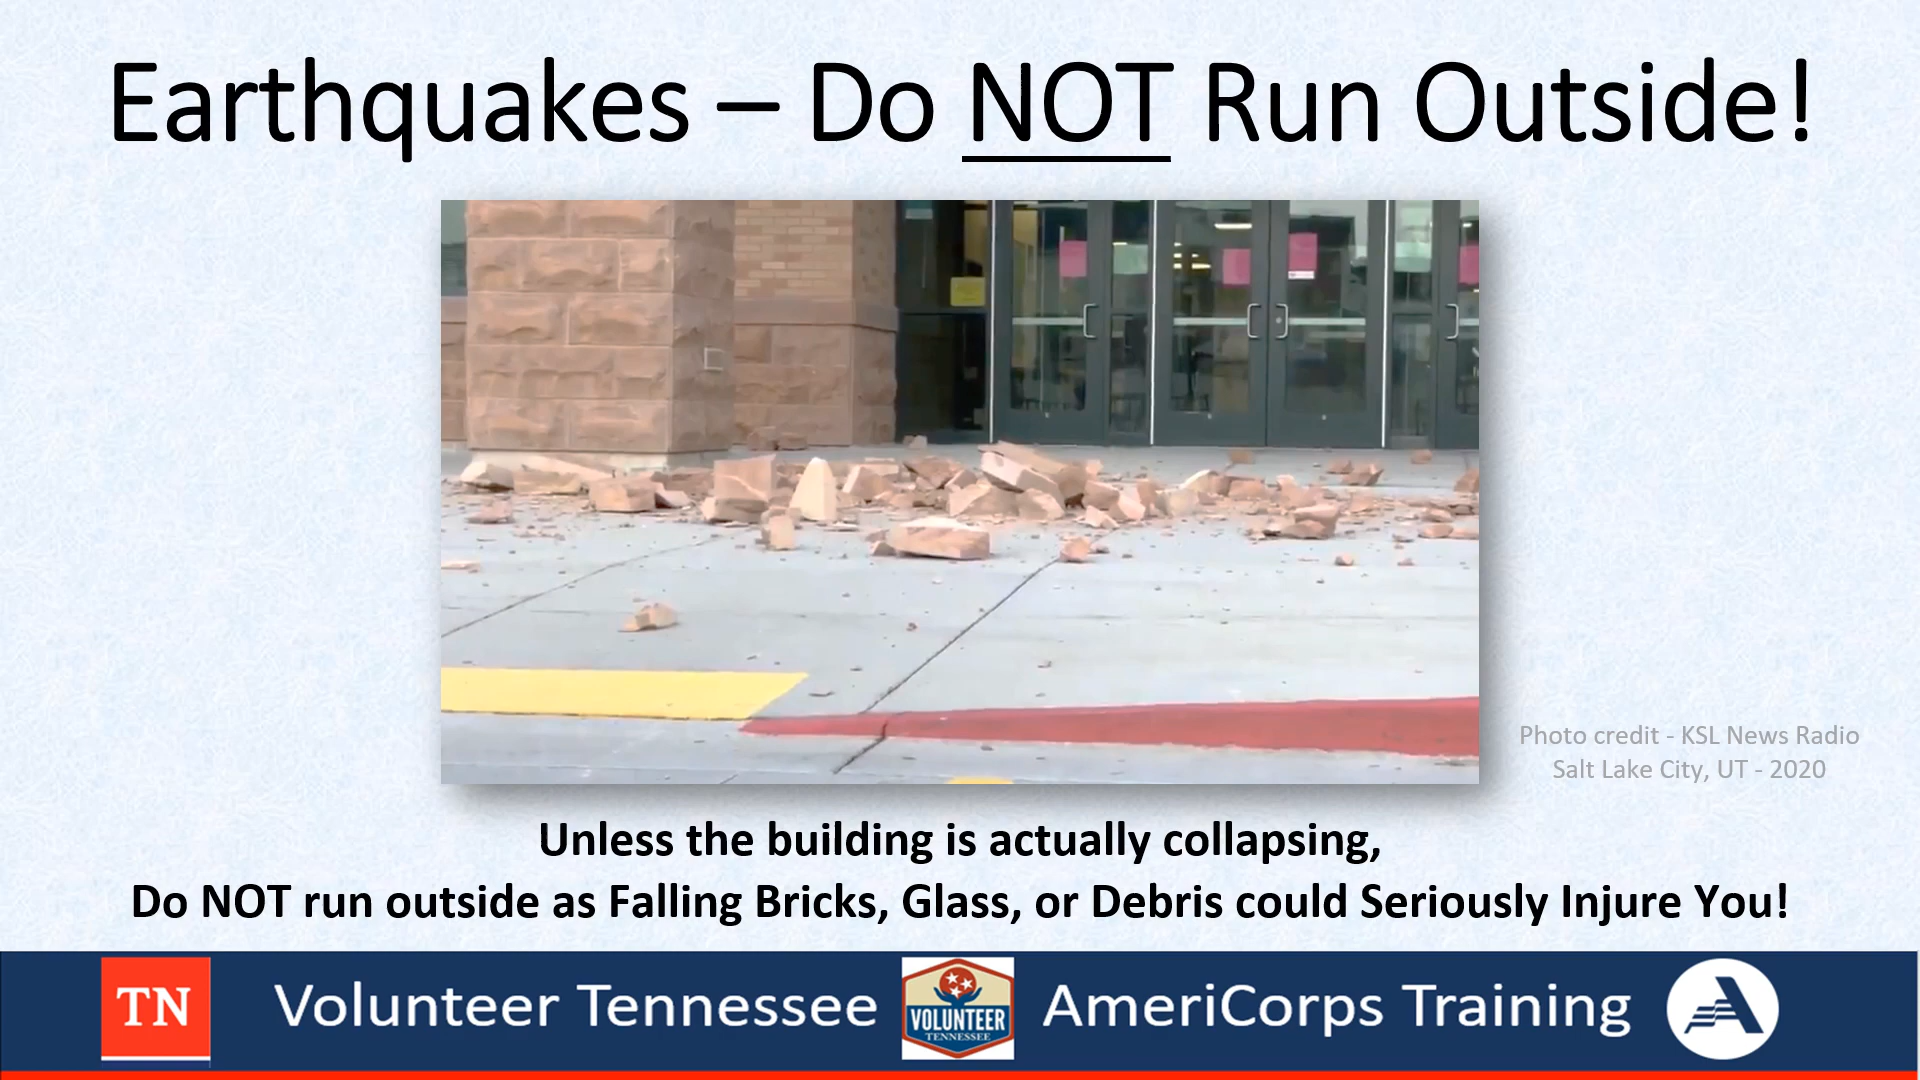 Earthquakes – Do NOT Run Outside!
Photo credit - KSL News Radio
Salt Lake City, UT - 2020
Unless the building is actually collapsing,
Do NOT run outside as Falling Bricks, Glass, or Debris could Seriously Injure You!
TN
Volunteer Tennessee
VOLUNTEER
TENNESSEE
AmeriCorps Training